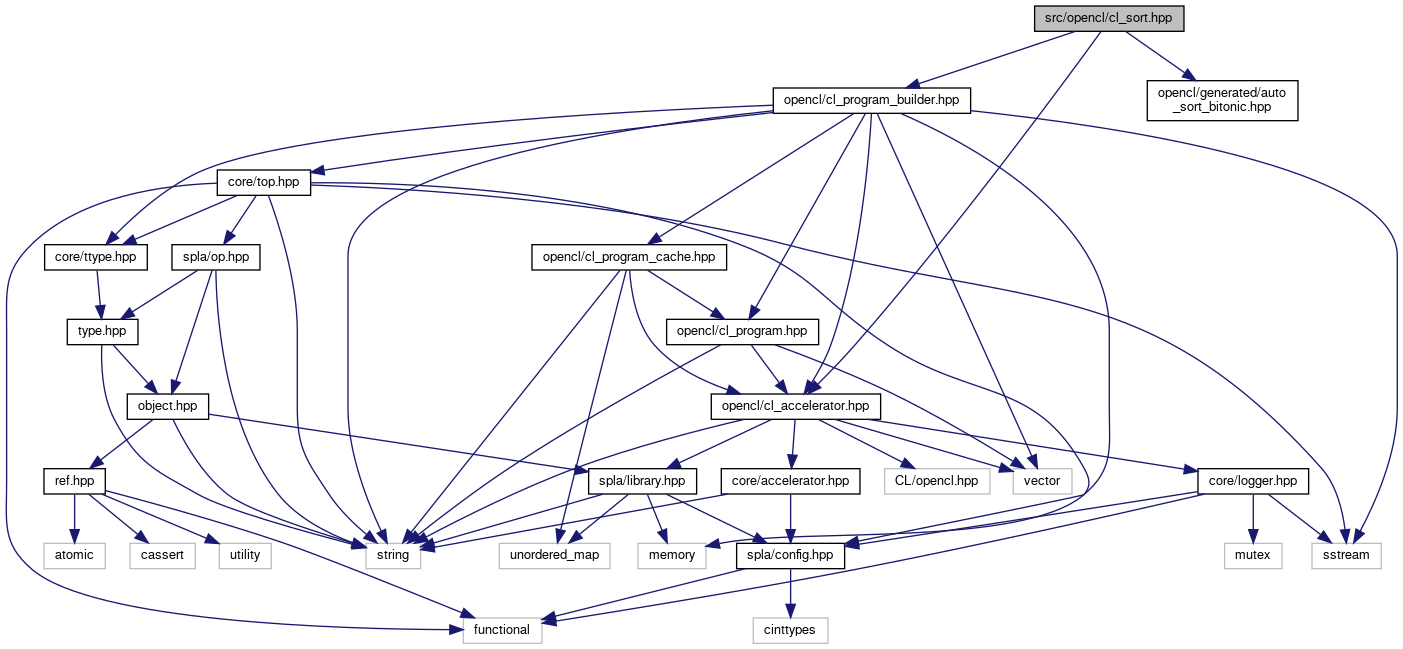 src/opencl/cl_sort.hpp
opencl/cl_program_builder.hpp
opencl/generated/auto
_sort_bitonic.hpp
core/top.hpp
core/ttype.hpp
spla/op.hpp
opencl/cl_program_cache.hpp
type.hpp
opencl/cl_program.hpp
object.hpp
opencl/cl_accelerator.hpp
ref.hpp
spla/library.hpp
core/accelerator.hpp
CL/opencl.hpp
vector
core/logger.hpp
atomic
cassert
utility
string
unordered_map
memory
spla/config.hpp
mutex
sstream
functional
cinttypes